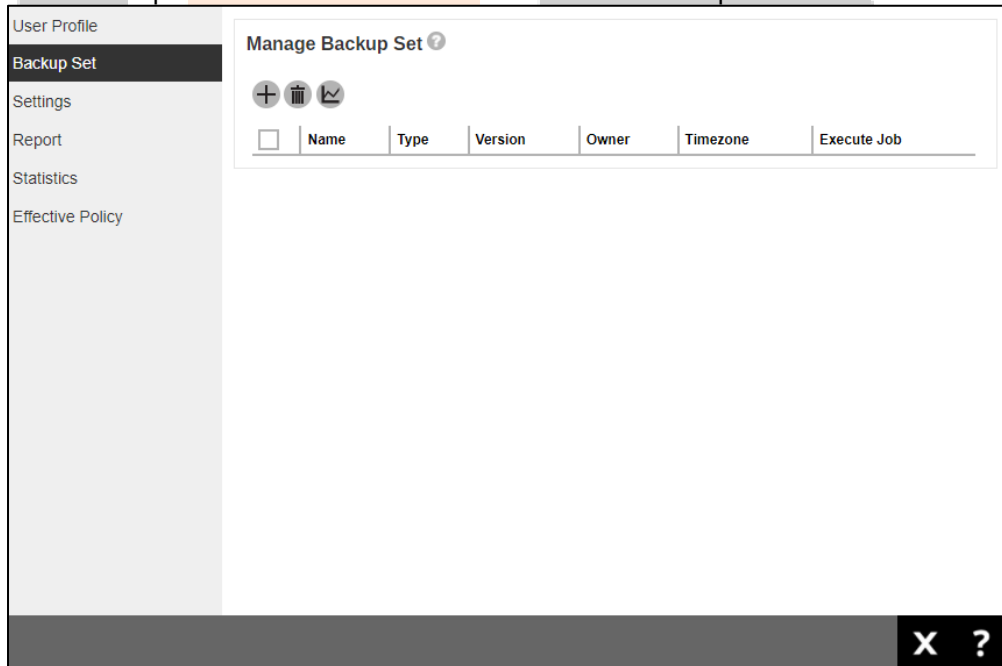 User Profile
Backup Set
Settings
Report
Statistics
Effective Policy
Manage Backup Set ?
Name Type Version Owner Timezone Execute Job
X ?